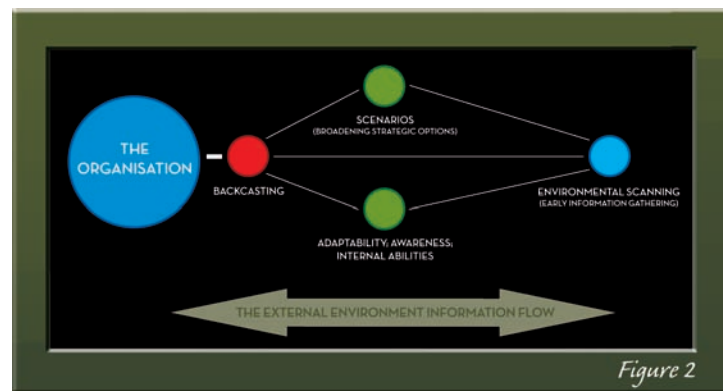 THE
ORGANISATION
BACKCASTING
SCENARIOS
(BROADENING STRATEGIC OPTIONS)
ADAPTABILITY; AWARENESS;
INTERNAL ABILITIES
ENVIRONMENTAL SCANNING
(EARLY INFORMATION GATHERING)
THE EXTERNAL ENVIRONMENT INFORMATION FLOW
Figure 2